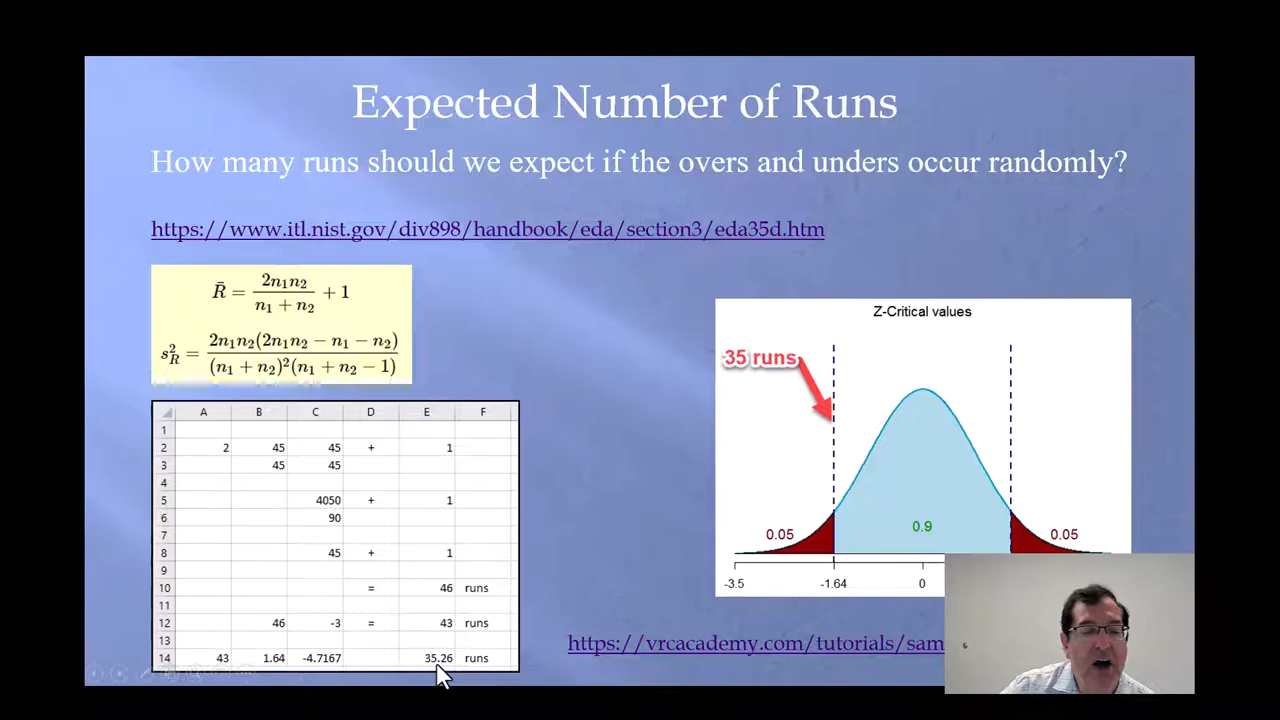 Expected Number of Runs
How many runs should we expect if the overs and unders occur randomly?
https://www.itl.nist.gov/div898/handbook/eda/section3/eda35d.htm
R̄ = 2n₁n₂ / (n₁ + n₂) + 1
s²_R = 2n₁n₂(2n₁n₂ − n₁ − n₂) / (n₁ + n₂)²(n₁ + n₂ − 1)
A B C D E F
1
2 2 45 45 + 1
3 45 45
4
5 4050 + 1
6 90
7
8 45 + 1
9
10 = 46 runs
11
12 46 -3 = 43 runs
13
14 43 1.64 -4.7167 35.26 runs
Z-Critical values
35 runs
0.05 0.9 0.05
-3.5 -1.64 0
https://vrcacademy.com/tutorials/sam